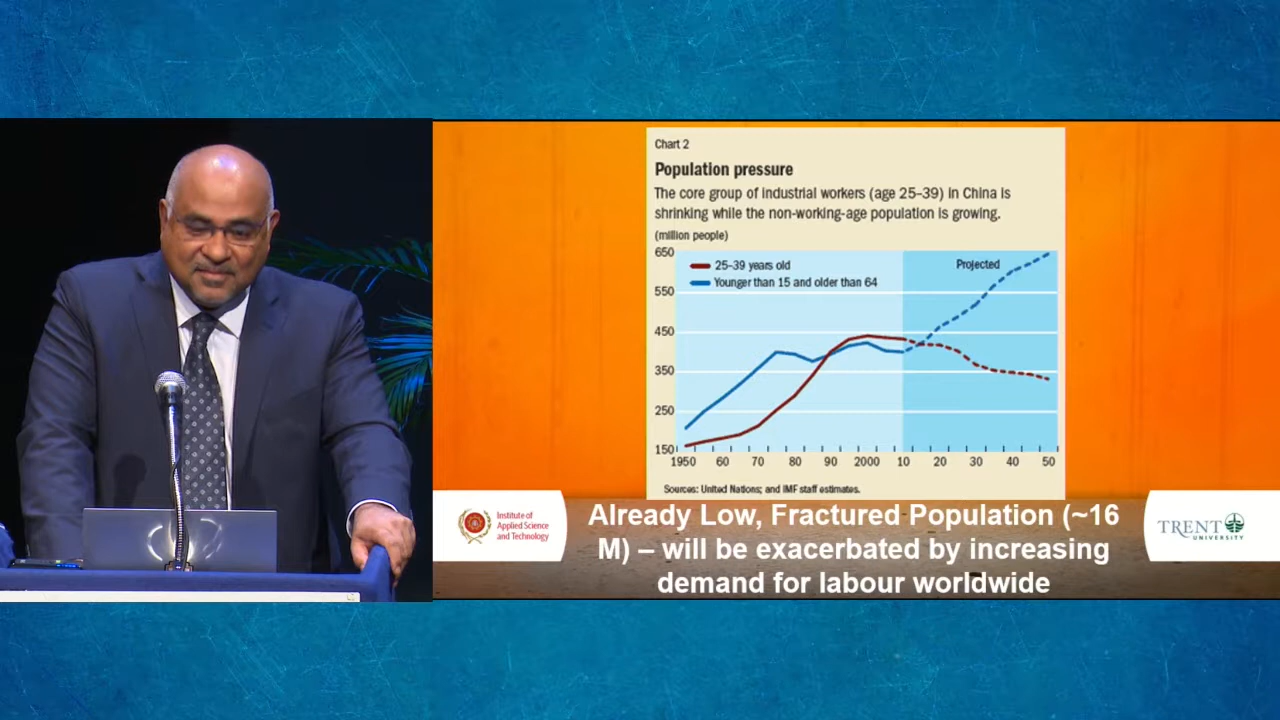 Chart 2
Population pressure
The core group of industrial workers (age 25–39) in China is
shrinking while the non-working-age population is growing.
(million people)
650
25–39 years old
Projected
Younger than 15 and older than 64
550
450
350
250
150
1950 60 70 80 90 2000 10 20 30 40 50
Sources: United Nations; and IMF staff estimates.
Institute of
Applied Science
and Technology
Already Low, Fractured Population (~16
M) – will be exacerbated by increasing
demand for labour worldwide
TRENT
UNIVERSITY